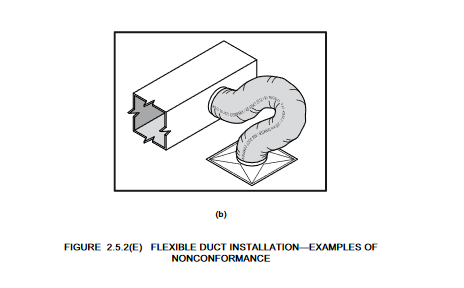 (b)
FIGURE 2.5.2(E) FLEXIBLE DUCT INSTALLATION—EXAMPLES OF
NONCONFORMANCE